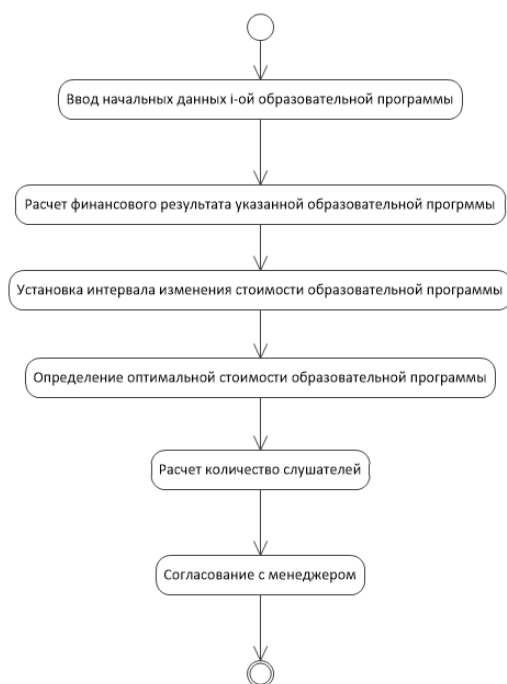 Ввод начальных данных i-ой образовательной программы
Расчет финансового результата указанной образовательной прогрммы
Установка интервала изменения стоимости образовательной программы
Определение оптимальной стоимости образовательной программы
Расчет количество слушателей
Согласование с менеджером